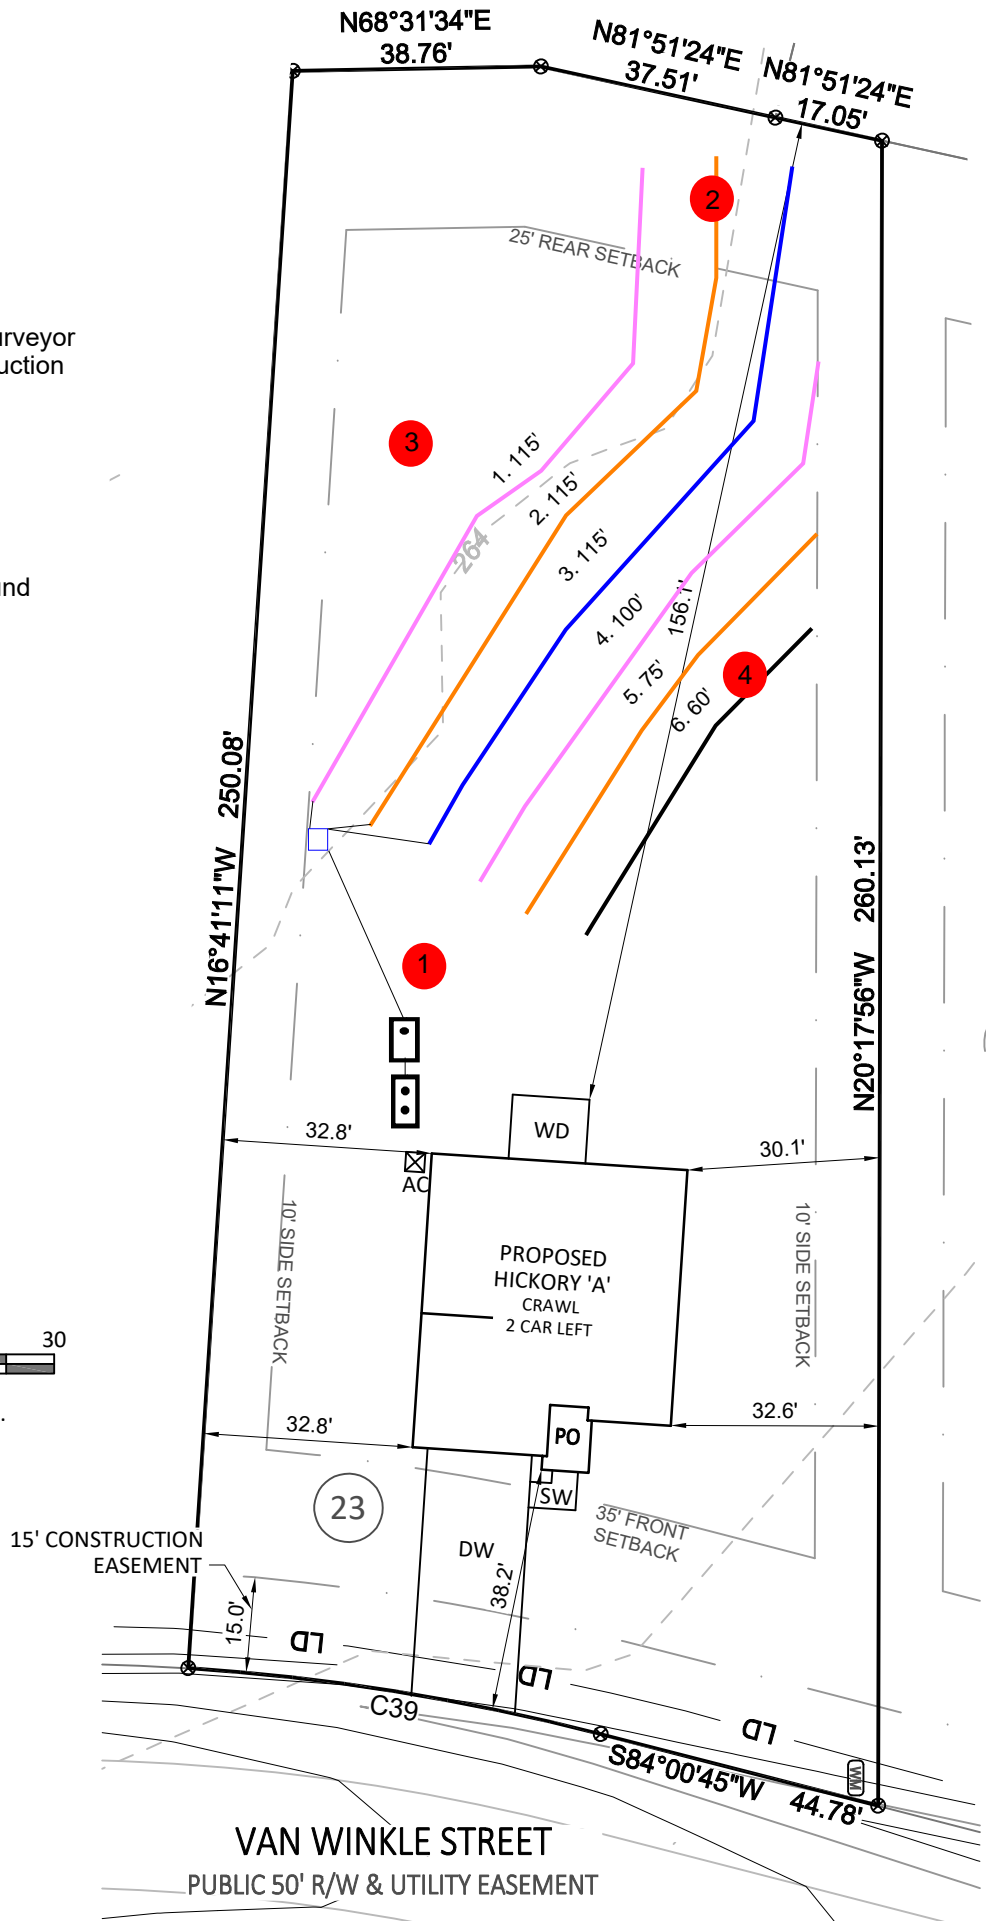 N68°31'34"E
38.76'
N81°51'24"E
37.51'
N81°51'24"E
17.05'
2
25' REAR SETBACK
urveyor
uction
3
1. 115'
2. 115'
264
3. 115'
und
4. 100'
156.1'
5. 75'
4
6. 60'
N16°41'11"W 250.08'
N20°17'56"W 260.13'
1
WD
32.8'
30.1'
AC
10' SIDE SETBACK
10' SIDE SETBACK
PROPOSED
HICKORY 'A'
CRAWL
2 CAR LEFT
30
32.8'
32.6'
PO
23
SW
35' FRONT
SETBACK
15' CONSTRUCTION
EASEMENT
DW
38.2'
15.0'
LD
LD
LD
C39
S84°00'45"W 44.78'
WM
VAN WINKLE STREET
PUBLIC 50' R/W & UTILITY EASEMENT